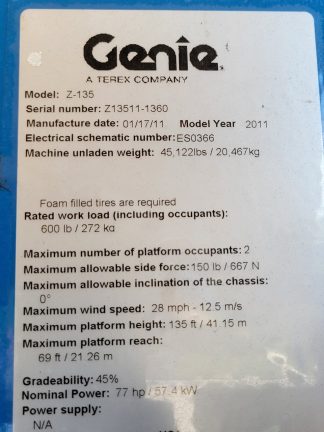 Genie
A TEREX COMPANY
Model: Z-135
Serial number: Z13511-1360
Manufacture date: 01/17/11 Model Year 2011
Electrical schematic number: ES0366
Machine unladen weight: 45,122lbs / 20,467kg
Foam filled tires are required
Rated work load (including occupants):
600 lb / 272 kg
Maximum number of platform occupants: 2
Maximum allowable side force: 150 lb / 667 N
Maximum allowable inclination of the chassis:
0°
Maximum wind speed: 28 mph - 12.5 m/s
Maximum platform height: 135 ft / 41.15 m
Maximum platform reach:
69 ft / 21.26 m
Gradeability: 45%
Nominal Power: 77 hp / 57.4 kW
Power supply:
N/A